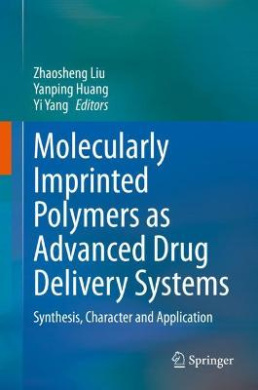 Zhaosheng Liu
Yanping Huang
Yi Yang Editors
Molecularly
Imprinted
Polymers as
Advanced Drug
Delivery Systems
Synthesis, Character and Application
Springer